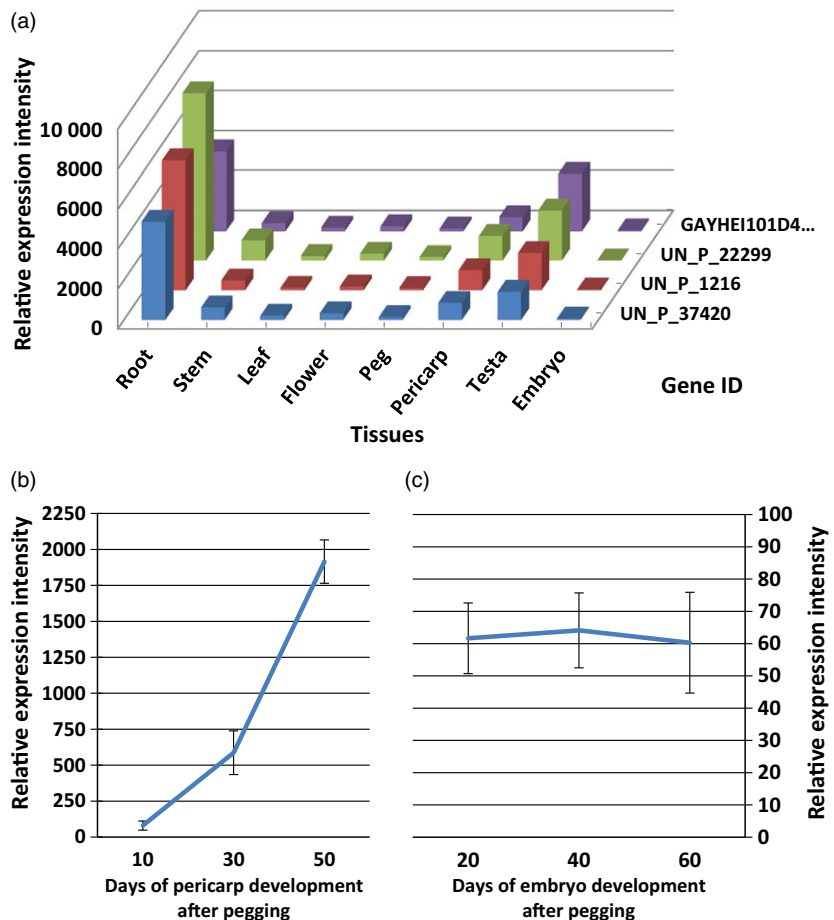 (a)
Relative expression intensity
10 000
8000
6000
4000
2000
0
Root
Stem
Leaf
Flower
Peg
Pericarp
Testa
Embryo
Tissues
GAYHEI101D4...
UN_P_22299
UN_P_1216
UN_P_37420
Gene ID
(b)
Relative expression intensity
2250
2000
1750
1500
1250
1000
750
500
250
0
10
30
50
Days of pericarp development
after pegging
(c)
100
90
80
70
60
50
40
30
20
10
0
Relative expression intensity
20
40
60
Days of embryo development
after pegging